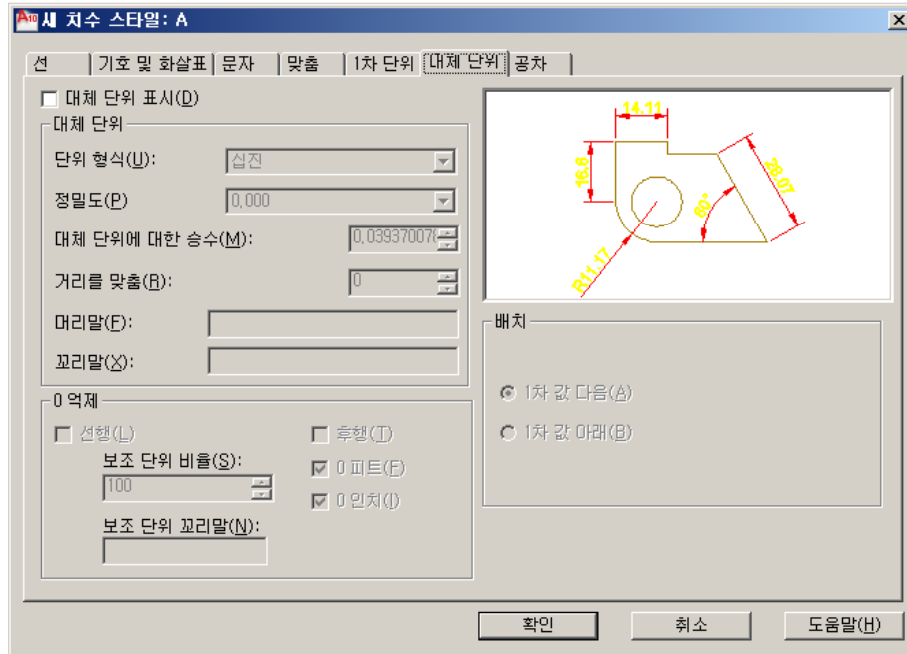 A10 새 치수 스타일: A
선 기호 및 화살표 문자 맞춤 1차 단위 대체 단위 공차
대체 단위 표시(D)
대체 단위
단위 형식(U): 십진
정밀도(P) 0,000
대체 단위에 대한 승수(M): 0,03937007
거리를 맞춤(R): 0
머리말(F):
꼬리말(X):
0 억제
선행(L) 후행(T)
보조 단위 비율(S): 0 피트(F)
100 0 인치(I)
보조 단위 꼬리말(N):
14.11
16.6
28.07
60°
R11.17
배치
1차 값 다음(A)
1차 값 아래(B)
확인 취소 도움말(H)